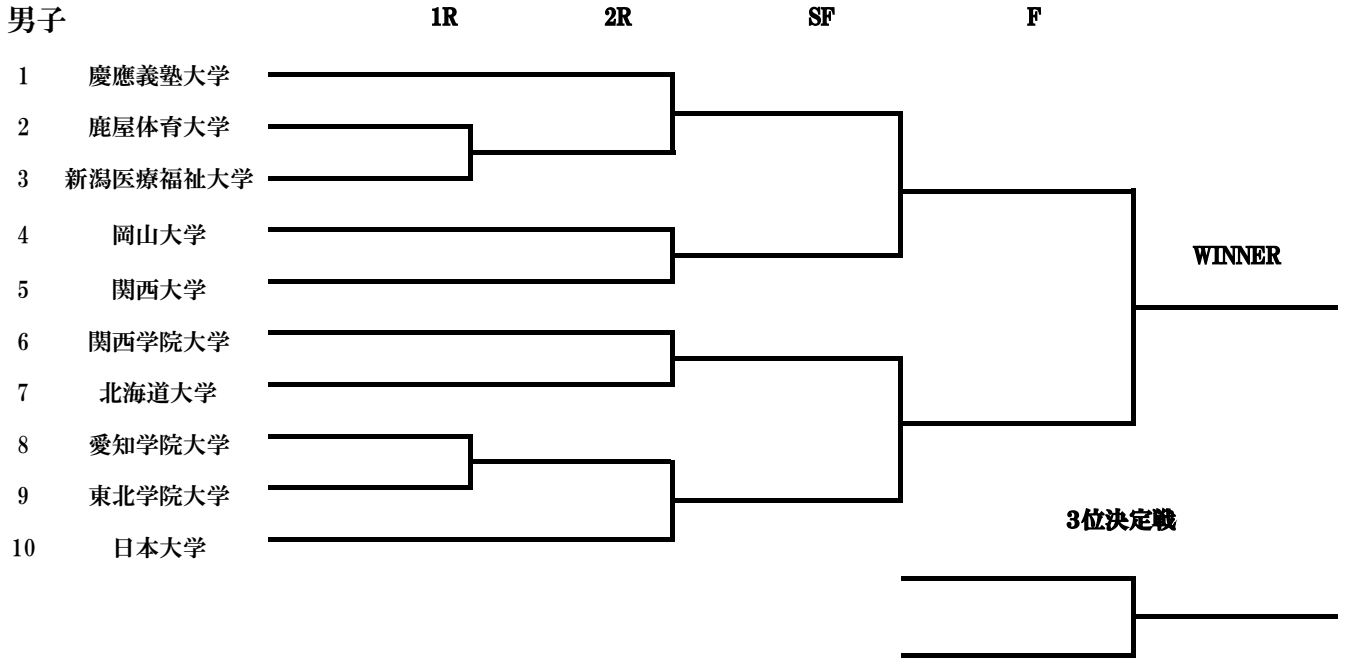 男子 1R 2R SF F
1 慶應義塾大学
2 鹿屋体育大学
3 新潟医療福祉大学
4 岡山大学
WINNER
5 関西大学
6 関西学院大学
7 北海道大学
8 愛知学院大学
9 東北学院大学
3位決定戦
10 日本大学